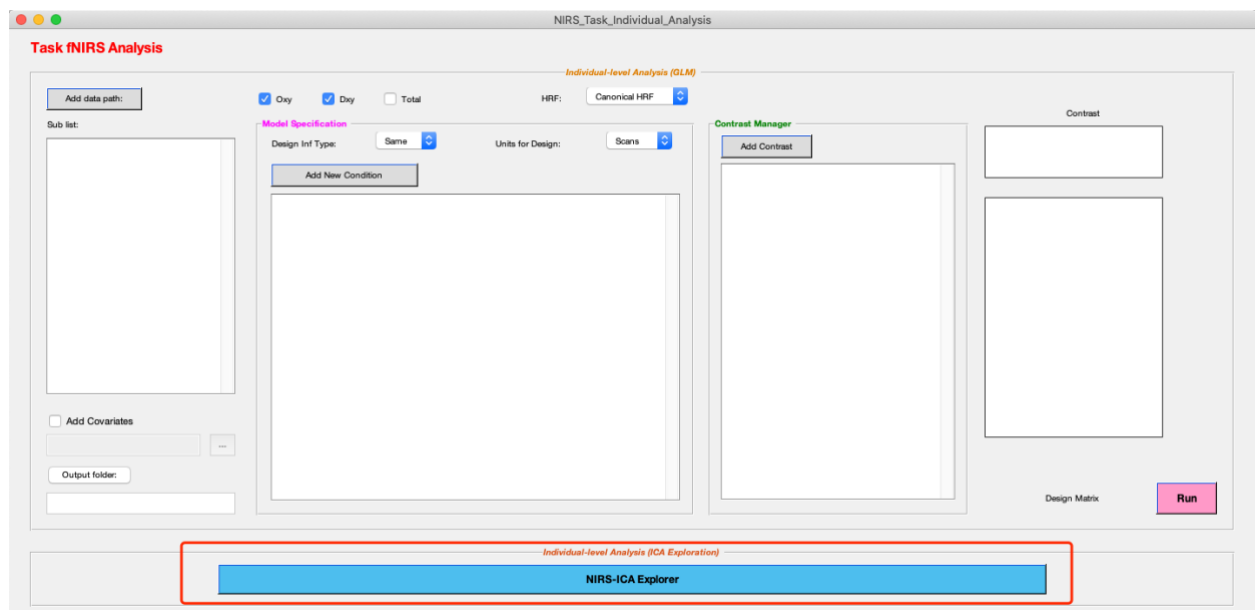 NIRS_Task_Individual_Analysis
Task fNIRS Analysis
Individual-level Analysis (GLM)
Add data path:
Oxy
Dxy
Total
HRF:
Canonical HRF
Contrast
Sub list:
Model Specification
Design Inf Type:
Same
Units for Design:
Scans
Add New Condition
Contrast Manager
Add Contrast
Add Covariates
...
Output folder:
Design Matrix
Run
Individual-level Analysis (ICA Exploration)
NIRS-ICA Explorer